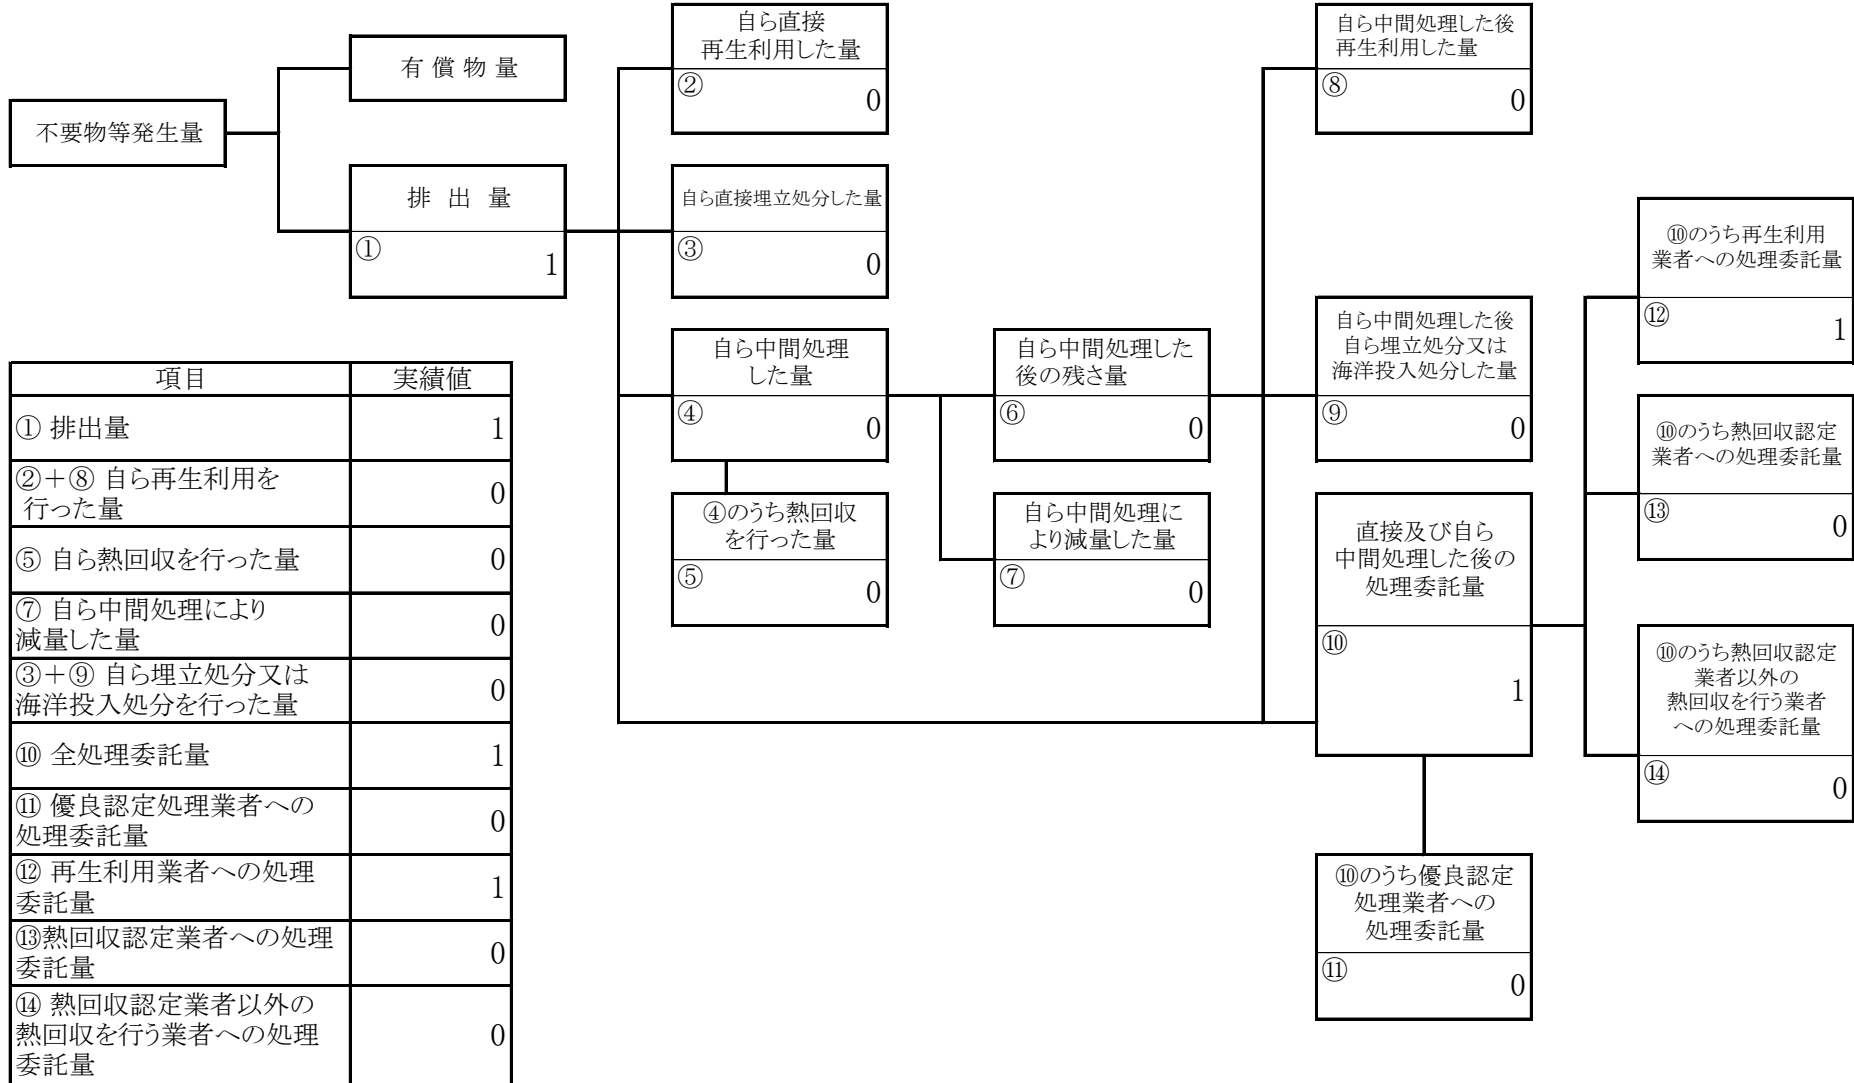 不要物等発生量
有 償 物 量
排 出 量
①
1
自ら直接
再生利用した量
②
0
自ら直接埋立処分した量
③
0
自ら中間処理
した量
④
0
④のうち熱回収
を行った量
⑤
0
自ら中間処理した
後の残さ量
⑥
0
自ら中間処理に
より減量した量
⑦
0
自ら中間処理した後
再生利用した量
⑧
0
自ら中間処理した後
自ら埋立処分又は
海洋投入処分した量
⑨
0
直接及び自ら
中間処理した後の
処理委託量
⑩
1
⑩のうち優良認定
処理業者への
処理委託量
⑪
0
⑩のうち再生利用
業者への処理委託量
⑫
1
⑩のうち熱回収認定
業者への処理委託量
⑬
0
⑩のうち熱回収認定
業者以外の
熱回収を行う業者
への処理委託量
⑭
0
項目 実績値
① 排出量 1
②＋⑧ 自ら再生利用を
行った量 0
⑤ 自ら熱回収を行った量 0
⑦ 自ら中間処理により
減量した量 0
③＋⑨ 自ら埋立処分又は
海洋投入処分を行った量 0
⑩ 全処理委託量 1
⑪ 優良認定処理業者への
処理委託量 0
⑫ 再生利用業者への処理
委託量 1
⑬熱回収認定業者への処理
委託量 0
⑭ 熱回収認定業者以外の
熱回収を行う業者への処理
委託量 0